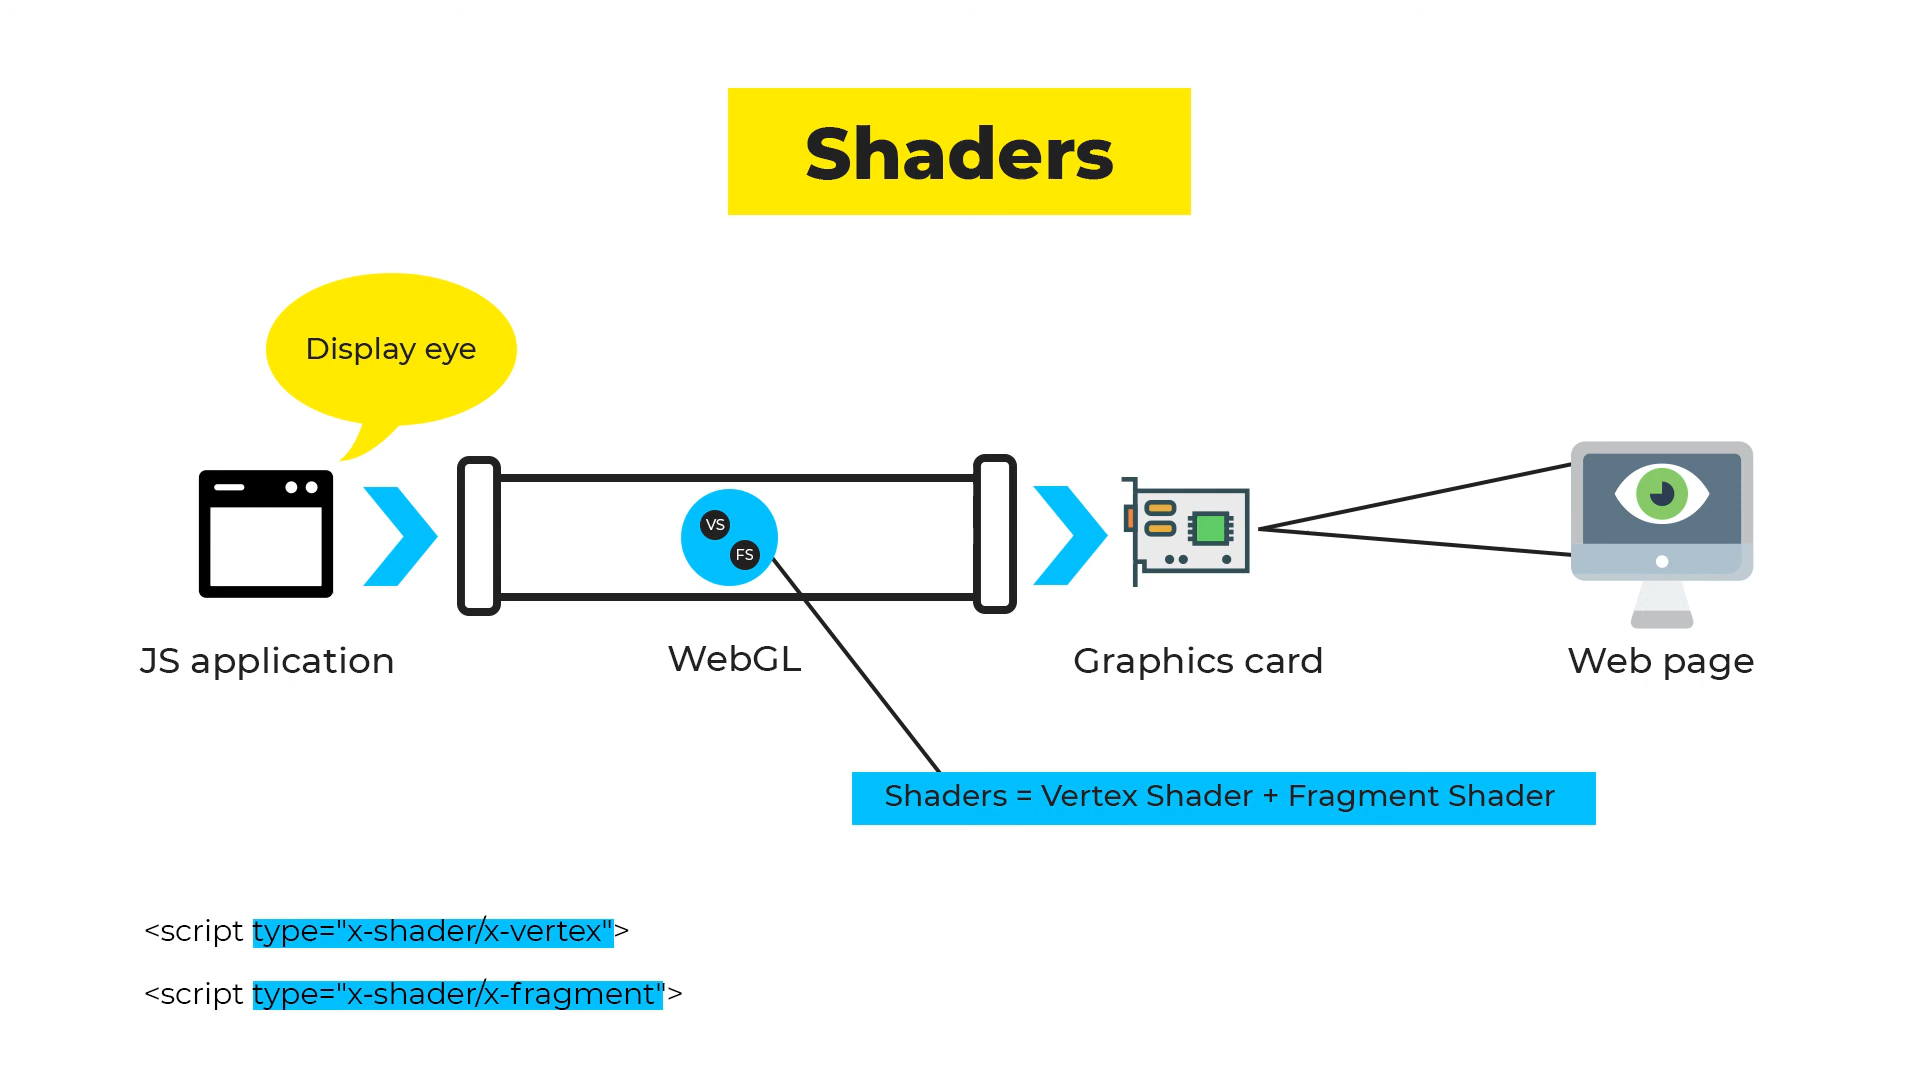 Shaders
Display eye
VS
FS
JS application
WebGL
Graphics card
Web page
Shaders = Vertex Shader + Fragment Shader
<script type="x-shader/x-vertex">
<script type="x-shader/x-fragment">